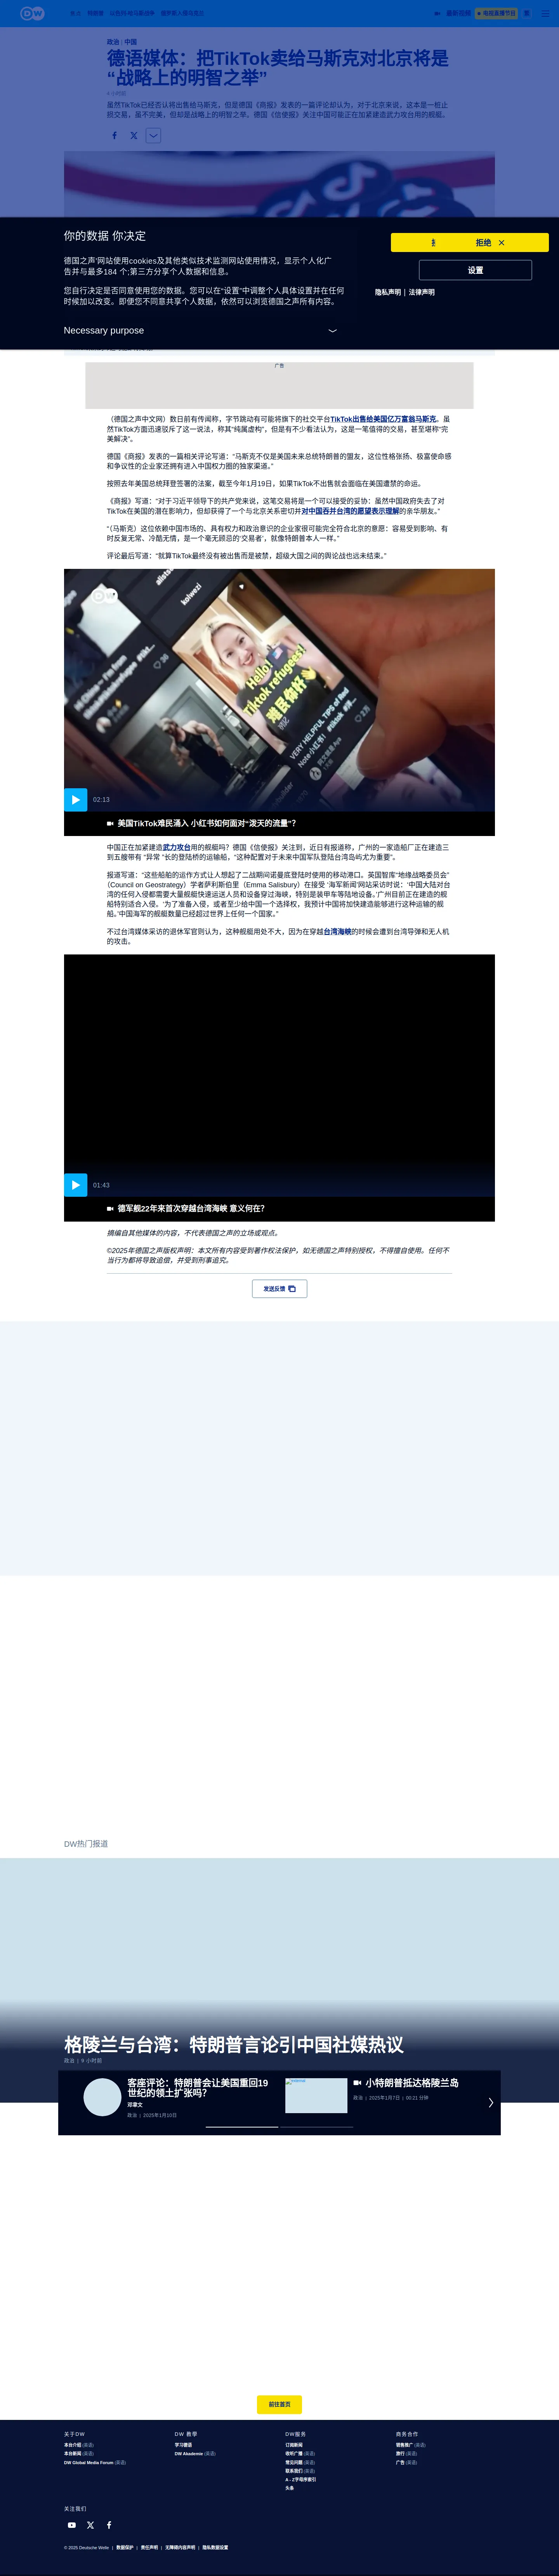 政治 | 中国
德语媒体：把TikTok卖给马斯克对北京将是
“战略上的明智之举”
4 小时前
虽然TikTok已经否认将出售给马斯克，但是德国《商报》发表的一篇评论却认为，对于北京来说，这本是一桩止
损交易，虽不完美，但却是战略上的明智之举。德国《信使报》关注中国可能正在加紧建造武力攻台用的舰艇。
你的数据 你决定
德国之声'网站使用cookies及其他类似技术监测网站使用情况，显示个人化广
告并与最多184 个;第三方分享个人数据和信息。
您自行决定是否同意使用您的数据。您可以在“设置”中调整个人具体设置并在任何
时候加以改变。即便您不同意共享个人数据，依然可以浏览德国之声所有内容。
Necessary purpose
拒绝
设置
隐私声明 | 法律声明
广告
（德国之声中文网）数日前有传闻称，字节跳动有可能将旗下的社交平台TikTok出售给美国亿万富翁马斯克。虽
然TikTok方面迅速驳斥了这一说法，称其“纯属虚构”，但是有不少看法认为，这是一笔值得的交易，甚至堪称“完
美解决”。
德国《商报》发表的一篇相关评论写道：“马斯克不仅是美国未来总统特朗普的盟友，这位性格张扬、极富使命感
和争议性的企业家还拥有进入中国权力圈的独家渠道。”
按照去年美国总统拜登签署的法案，截至今年1月19日，如果TikTok不出售就会面临在美国遭禁的命运。
《商报》写道：“对于习近平领导下的共产党来说，这笔交易将是一个可以接受的妥协：虽然中国政府失去了对
TikTok在美国的潜在影响力，但却获得了一个与北京关系密切并对中国吞并台湾的愿望表示理解的亲华朋友。”
“（马斯克）这位依赖中国市场的、具有权力和政治意识的企业家很可能完全符合北京的意愿：容易受到影响、有
时反复无常、冷酷无情，是一个毫无顾忌的‘交易者’，就像特朗普本人一样。”
评论最后写道：“就算TikTok最终没有被出售而是被禁，超级大国之间的舆论战也远未结束。”
kolwezi
Hello
Tiktok refugees!
难民你好
VERY HELPFUL TIPS
02:13
美国TikTok难民涌入 小红书如何面对“泼天的流量”？
中国正在加紧建造武力攻台用的舰艇吗？德国《信使报》关注到，近日有报道称，广州的一家造船厂正在建造三
到五艘带有 “异常 “长的登陆桥的运输船，“这种配置对于未来中国军队登陆台湾岛屿尤为重要”。
报道写道：“这些船舶的运作方式让人想起了二战期间诺曼底登陆时使用的移动港口。英国智库“地缘战略委员会”
（Council on Geostrategy）学者萨利斯伯里（Emma Salisbury）在接受 ‘海军新闻’网站采访时说：‘中国大陆对台
湾的任何入侵都需要大量舰艇快速运送人员和设备穿过海峡，特别是装甲车等陆地设备。我们目前正在建造的舰
船特别适合入侵，‘为了准备入侵，或者至少给中国一个选择权，我预计中国将加快建造能够进行这种运输的舰
船。‘中国海军的舰艇数量已经超过世界上任何一个国家。”
不过台湾媒体采访的退休军官则认为，这种舰艇用处不大，因为在穿越台湾海峡的时候会遭到台湾导弹和无人机
的攻击。
01:43
德军舰22年来首次穿越台湾海峡 意义何在？
摘编自其他媒体的内容，不代表德国之声的立场或观点。
©2025年德国之声版权声明：本文所有内容受到著作权法保护，如无德国之声特别授权，不得擅自使用。任何不
当行为都将导致追偿，并受到刑事追究。
发送反馈
DW热门报道
格陵兰与台湾：特朗普言论引中国社媒热议
政治 | 9 小时前
客座评论：特朗普会让美国重回19
世纪的领土扩张吗？
邓聿文
政治 | 2025年1月10日
小特朗普抵达格陵兰岛
政治 | 2025年1月7日 | 00:21 分钟
前往首页
关于DW
本台介绍 (英语)
本台新闻 (英语)
DW Global Media Forum (英语)
DW 教學
学习德语
DW Akademie (英语)
DW服务
订阅新闻
收听广播 (英语)
常见问题 (英语)
联系我们 (英语)
A - Z字母序索引
头条
商务合作
销售推广 (英语)
旅行 (英语)
广告 (英语)
关注我们
© 2025 Deutsche Welle | 数据保护 | 责任声明 | 无障碍内容声明 | 隐私数据设置